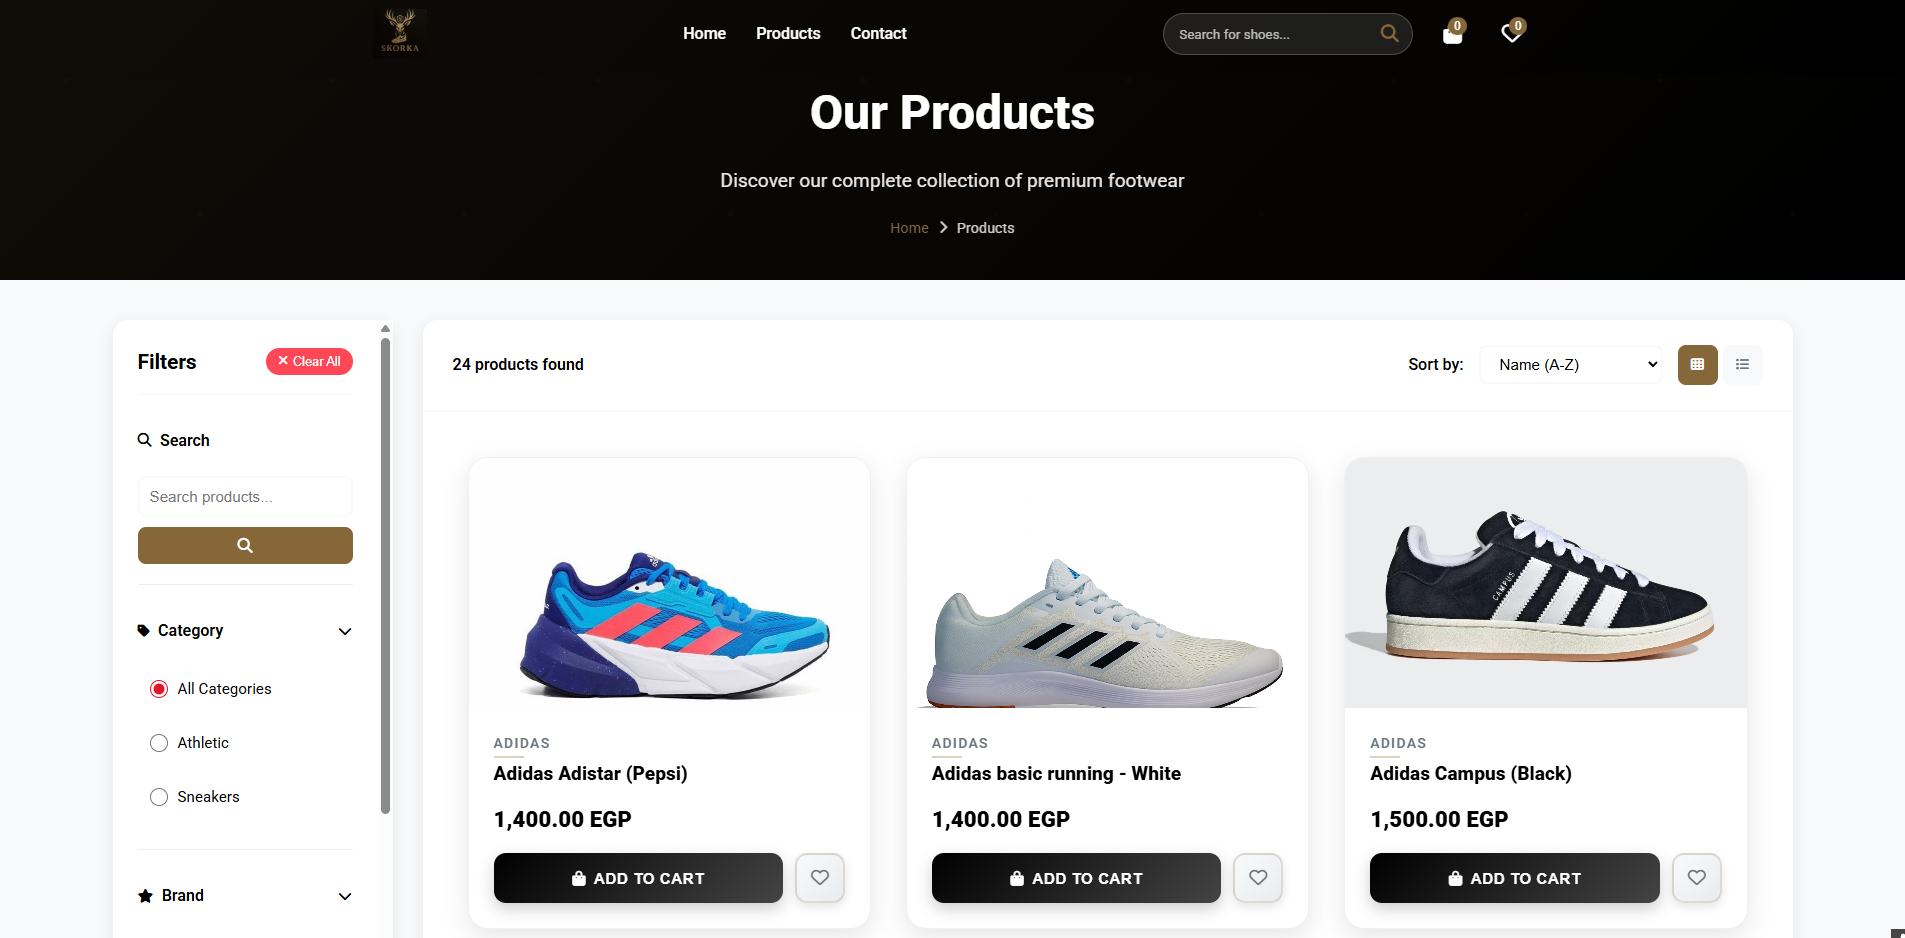 SKORKA
Home
Products
Contact
Search for shoes...
0
0
Our Products
Discover our complete collection of premium footwear
Home
Products
Filters
Clear All
Search
Search products...
Category
All Categories
Athletic
Sneakers
Brand
24 products found
Sort by:
Name (A-Z)
ADIDAS
Adidas Adistar (Pepsi)
1,400.00 EGP
ADD TO CART
ADIDAS
Adidas basic running - White
1,400.00 EGP
ADD TO CART
CAMPUS
ADIDAS
Adidas Campus (Black)
1,500.00 EGP
ADD TO CART